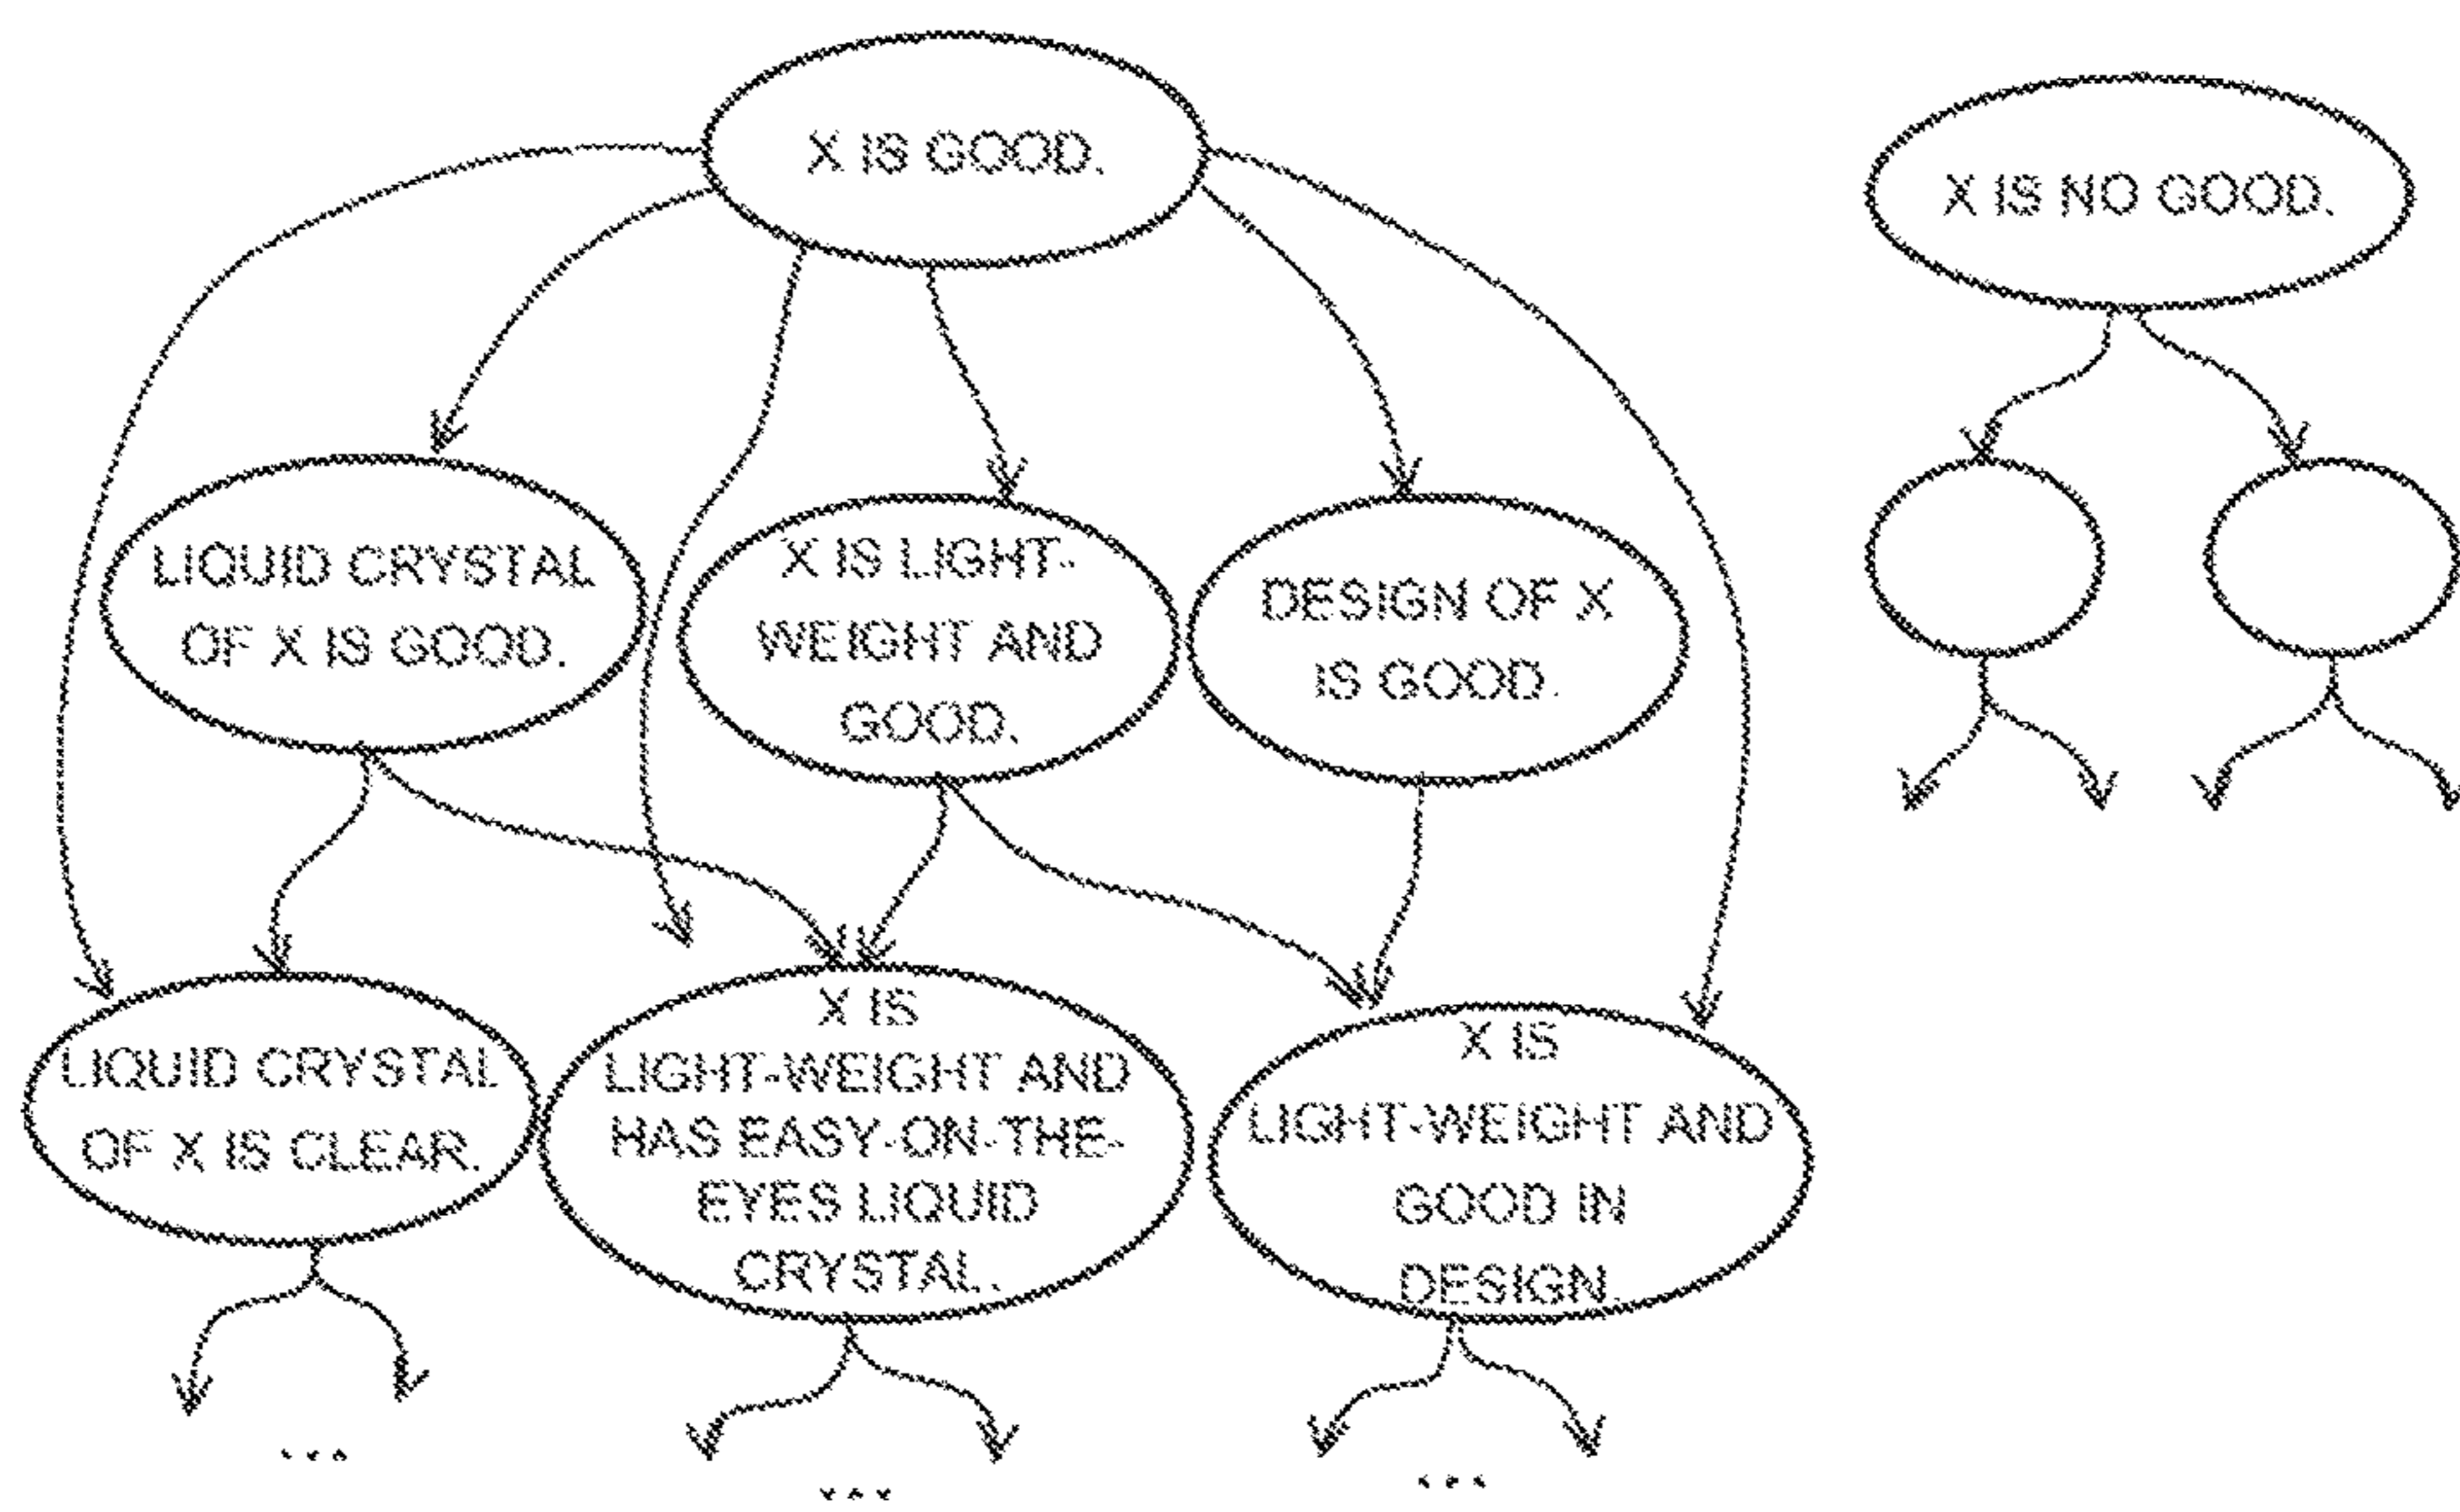 X IS GOOD.
X IS NO GOOD.
LIQUID CRYSTAL
OF X IS GOOD.
X IS LIGHT-
WEIGHT AND
GOOD.
DESIGN OF X
IS GOOD.
LIQUID CRYSTAL
OF X IS CLEAR.
X IS
LIGHT-WEIGHT AND
HAS EASY-ON-THE-
EYES LIQUID
CRYSTAL.
X IS
LIGHT-WEIGHT AND
GOOD IN
DESIGN.
...
...
...